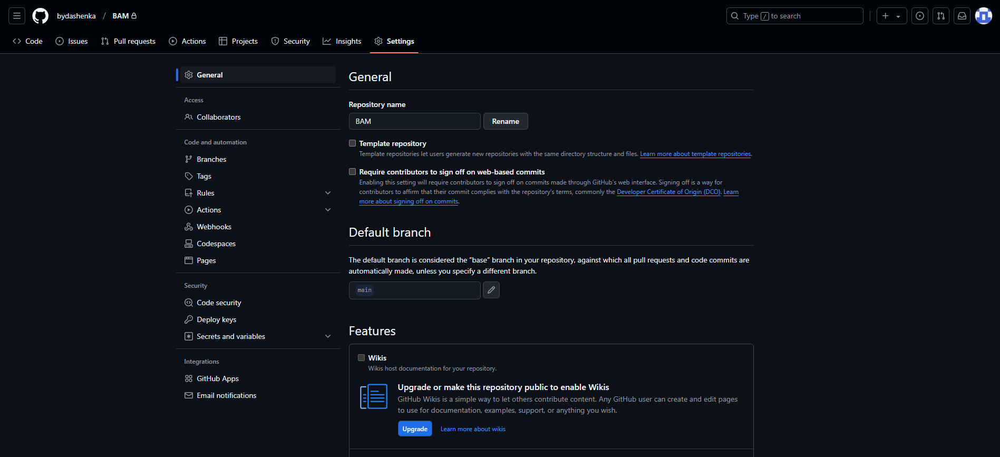 bydashenka / BAM
Type / to search
Code
Issues
Pull requests
Actions
Projects
Security
Insights
Settings
General
Access
Collaborators
Code and automation
Branches
Tags
Rules
Actions
Webhooks
Codespaces
Pages
Security
Code security
Deploy keys
Secrets and variables
Integrations
GitHub Apps
Email notifications
General
Repository name
BAM
Rename
Template repository
Template repositories let users generate new repositories with the same directory structure and files. Learn more about template repositories.
Require contributors to sign off on web-based commits
Enabling this setting will require contributors to sign off on commits made through GitHub's web interface. Signing off is a way for
contributors to affirm that their commit complies with the repository's terms, commonly the Developer Certificate of Origin (DCO). Learn
more about signing off on commits.
Default branch
The default branch is considered the “base” branch in your repository, against which all pull requests and code commits are
automatically made, unless you specify a different branch.
main
Features
Wikis
Wikis host documentation for your repository.
Upgrade or make this repository public to enable Wikis
GitHub Wikis is a simple way to let others contribute content. Any GitHub user can create and edit pages
to use for documentation, examples, support, or anything you wish.
Upgrade
Learn more about wikis